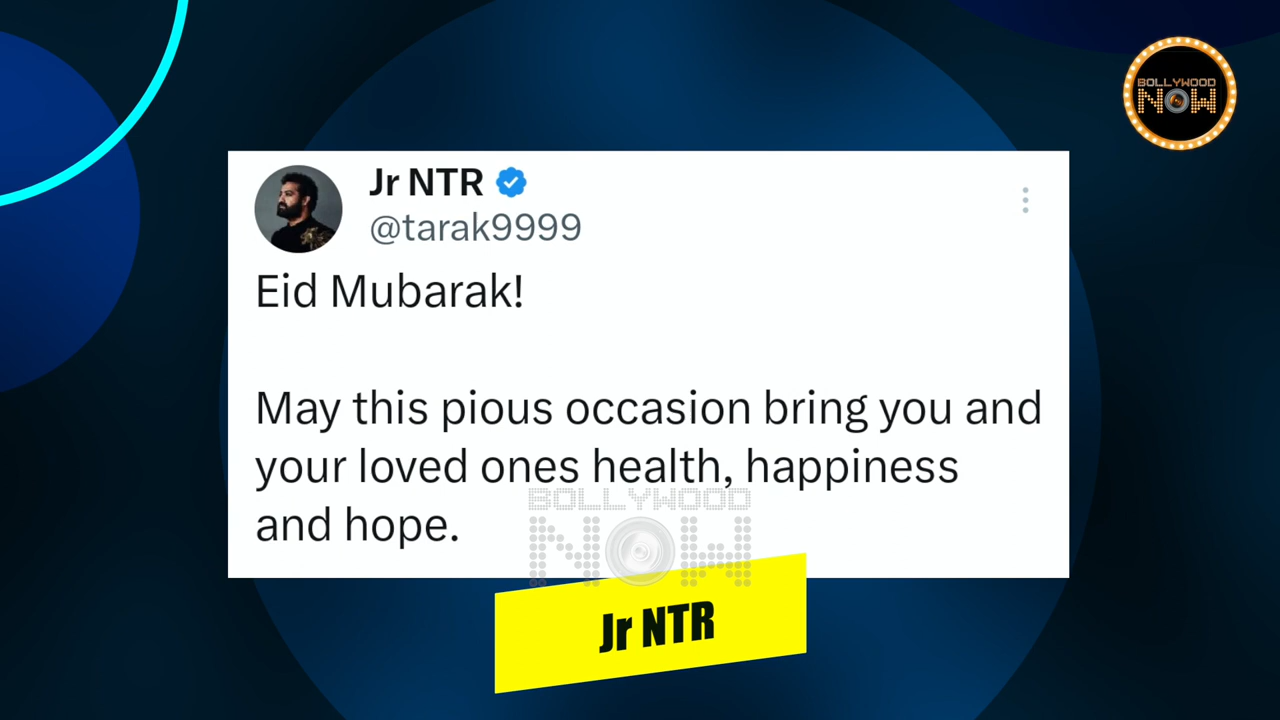 BOLLYWOOD
NOW
Jr NTR
@tarak9999
Eid Mubarak!
May this pious occasion bring you and
your loved ones health, happiness
and hope.
BOLLYWOOD
NOW
Jr NTR